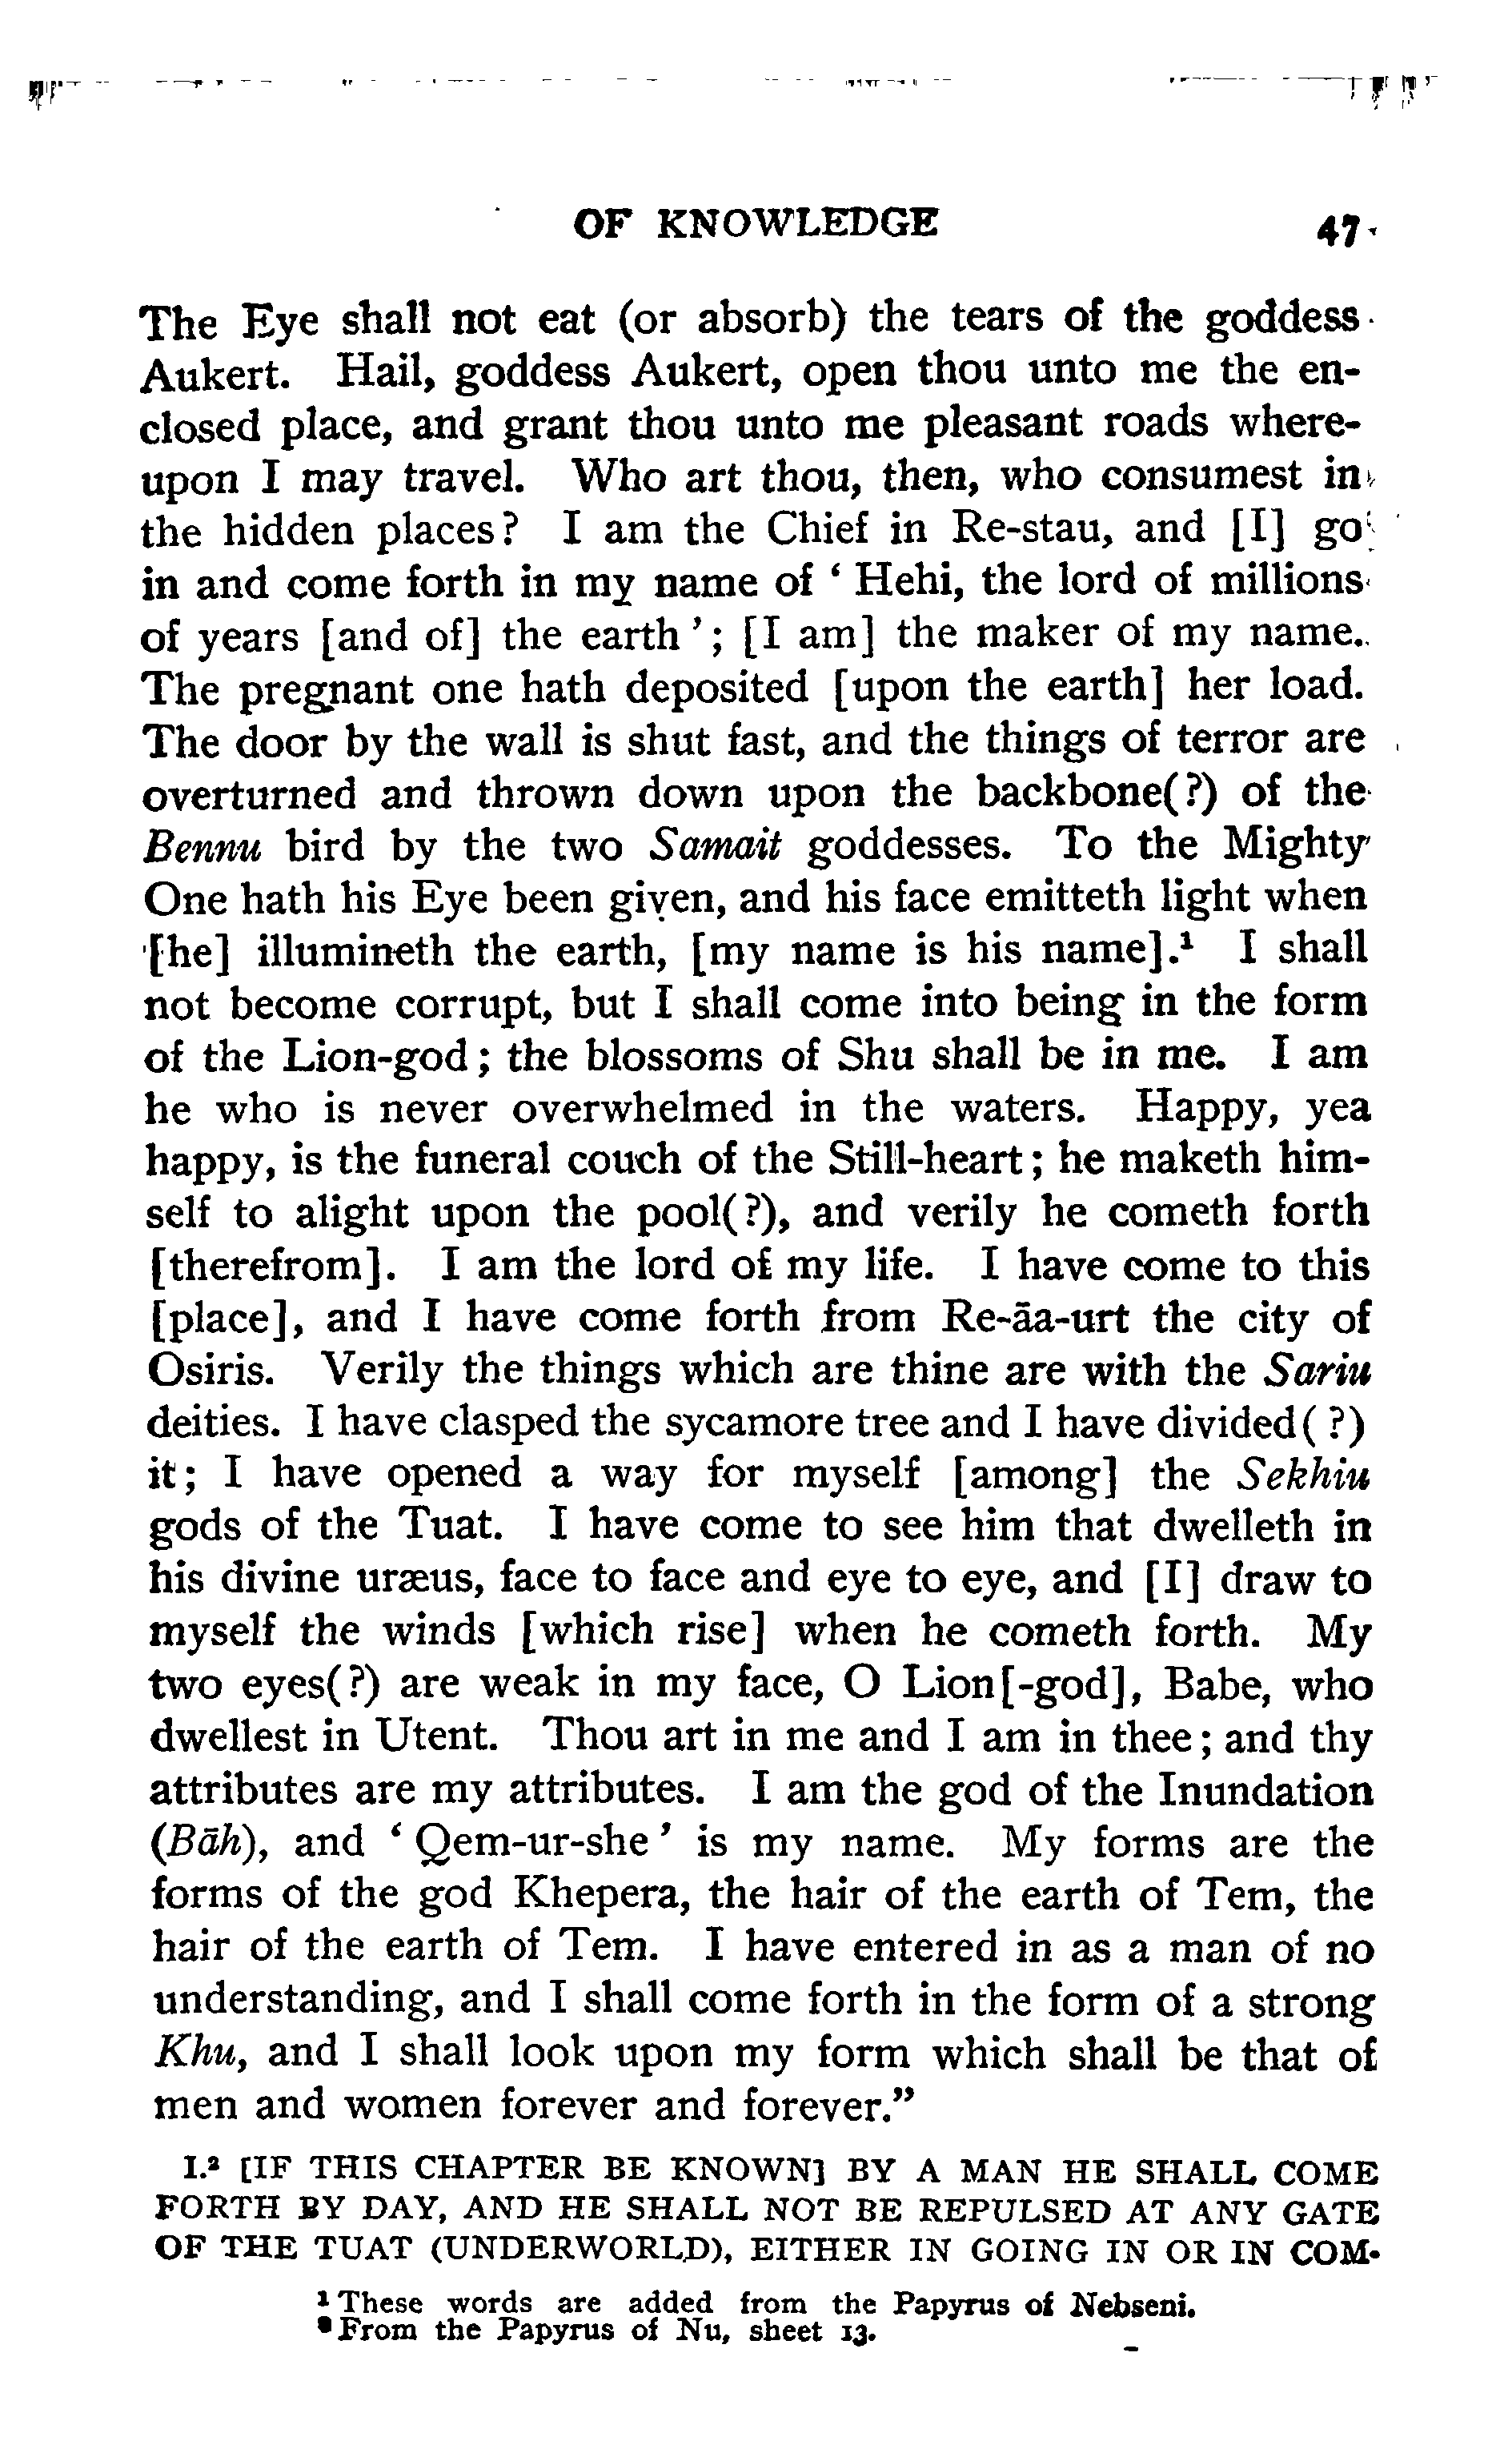 OF KNOWLEDGE 47
The Eye shall not eat (or absorb) the tears of the goddess
Aukert. Hail, goddess Aukert, open thou unto me the en-
closed place, and grant thou unto me pleasant roads where-
upon I may travel. Who art thou, then, who consumest in
the hidden places? I am the Chief in Re-stau, and [I] go
in and come forth in my name of ‘ Hehi, the lord of millions
of years [and of] the earth ’; [I am] the maker of my name.
The pregnant one hath deposited [upon the earth] her load.
The door by the wall is shut fast, and the things of terror are
overturned and thrown down upon the backbone(?) of the
Bennu bird by the two Samait goddesses. To the Mighty
One hath his Eye been given, and his face emitteth light when
[he] illumineth the earth, [my name is his name].¹ I shall
not become corrupt, but I shall come into being in the form
of the Lion-god; the blossoms of Shu shall be in me. I am
he who is never overwhelmed in the waters. Happy, yea
happy, is the funeral couch of the Still-heart; he maketh him-
self to alight upon the pool(?), and verily he cometh forth
[therefrom]. I am the lord of my life. I have come to this
[place], and I have come forth from Re-āa-urt the city of
Osiris. Verily the things which are thine are with the Sariu
deities. I have clasped the sycamore tree and I have divided(?)
it; I have opened a way for myself [among] the Sekhiu
gods of the Tuat. I have come to see him that dwelleth in
his divine uræus, face to face and eye to eye, and [I] draw to
myself the winds [which rise] when he cometh forth. My
two eyes(?) are weak in my face, O Lion[-god], Babe, who
dwellest in Utent. Thou art in me and I am in thee; and thy
attributes are my attributes. I am the god of the Inundation
(Bāh), and ‘ Qem-ur-she ’ is my name. My forms are the
forms of the god Khepera, the hair of the earth of Tem, the
hair of the earth of Tem. I have entered in as a man of no
understanding, and I shall come forth in the form of a strong
Khu, and I shall look upon my form which shall be that of
men and women forever and forever.”
I.² [IF THIS CHAPTER BE KNOWN] BY A MAN HE SHALL COME
FORTH BY DAY, AND HE SHALL NOT BE REPULSED AT ANY GATE
OF THE TUAT (UNDERWORLD), EITHER IN GOING IN OR IN COM-
¹ These words are added from the Papyrus of Nebseni.
² From the Papyrus of Nu, sheet 13.